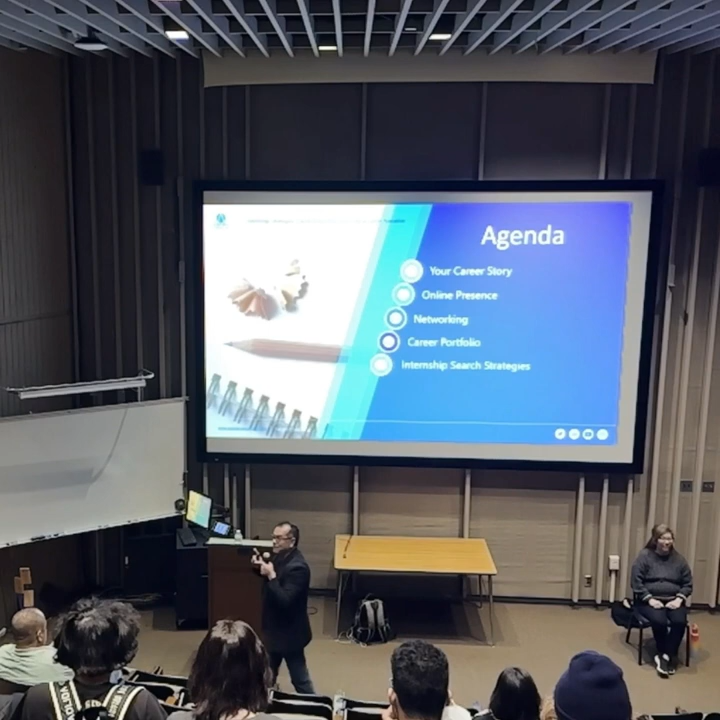 Agenda
Your Career Story
Online Presence
Networking
Career Portfolio
Internship Search Strategies